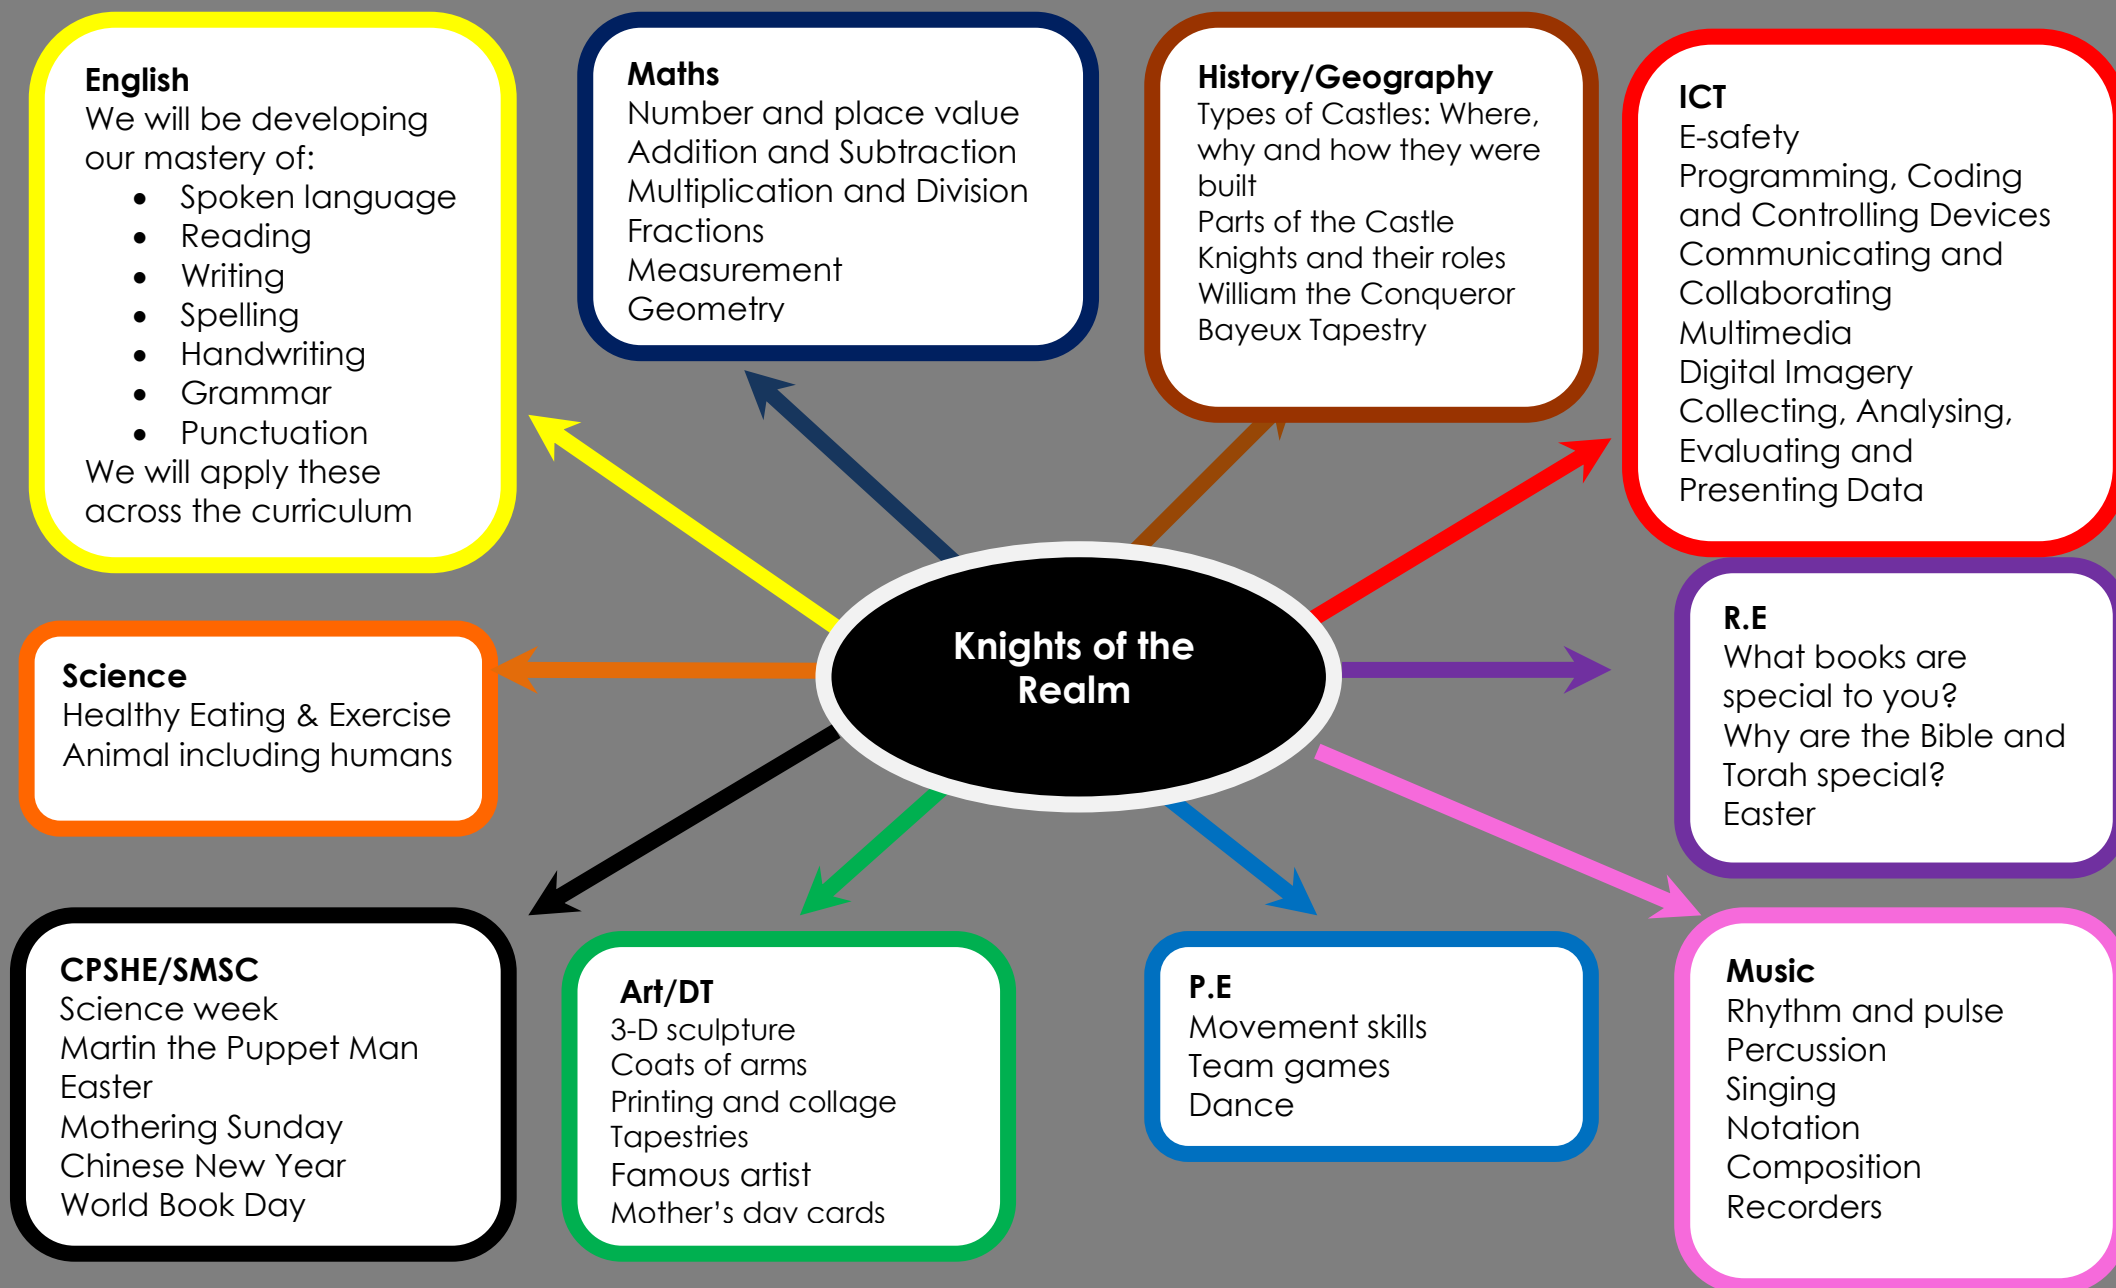 English
We will be developing
our mastery of:
• Spoken language
• Reading
• Writing
• Spelling
• Handwriting
• Grammar
• Punctuation
We will apply these
across the curriculum
Maths
Number and place value
Addition and Subtraction
Multiplication and Division
Fractions
Measurement
Geometry
History/Geography
Types of Castles: Where,
why and how they were
built
Parts of the Castle
Knights and their roles
William the Conqueror
Bayeux Tapestry
ICT
E-safety
Programming, Coding
and Controlling Devices
Communicating and
Collaborating
Multimedia
Digital Imagery
Collecting, Analysing,
Evaluating and
Presenting Data
Science
Healthy Eating & Exercise
Animal including humans
Knights of the
Realm
R.E
What books are
special to you?
Why are the Bible and
Torah special?
Easter
CPSHE/SMSC
Science week
Martin the Puppet Man
Easter
Mothering Sunday
Chinese New Year
World Book Day
Art/DT
3-D sculpture
Coats of arms
Printing and collage
Tapestries
Famous artist
Mother's day cards
P.E
Movement skills
Team games
Dance
Music
Rhythm and pulse
Percussion
Singing
Notation
Composition
Recorders